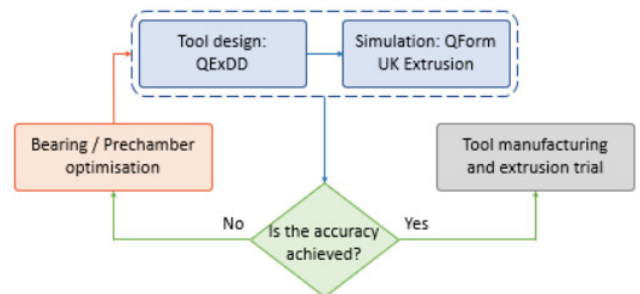 Tool design:
QExDD
Simulation: QForm
UK Extrusion
Bearing / Prechamber
optimisation
Tool manufacturing
and extrusion trial
No
Is the accuracy
achieved?
Yes